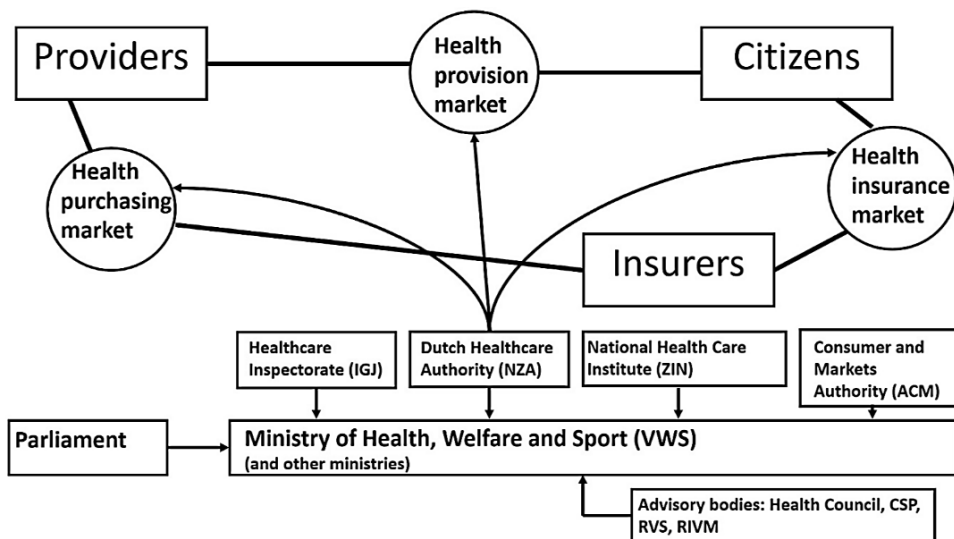 Providers
Health
provision
market
Citizens
Health
purchasing
market
Health
insurance
market
Insurers
Healthcare
Inspectorate (IGJ)
Dutch Healthcare
Authority (NZA)
National Health Care
Institute (ZIN)
Consumer and
Markets
Authority (ACM)
Parliament
Ministry of Health, Welfare and Sport (VWS)
(and other ministries)
Advisory bodies: Health Council, CSP,
RVS, RIVM